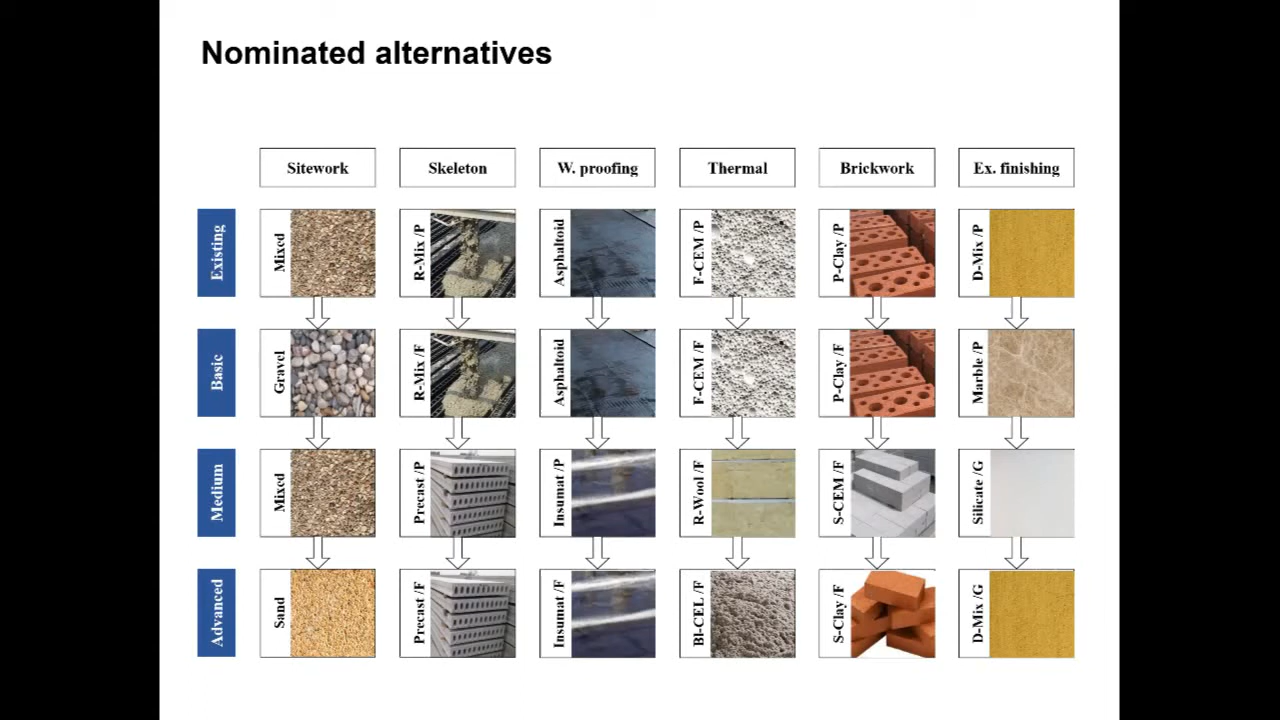 Nominated alternatives
Sitework Skeleton W. proofing Thermal Brickwork Ex. finishing
Existing Mixed R-Mix /P Asphaltoid F-CEM /P P-Clay /P D-Mix /P
Basic Gravel R-Mix /F Asphaltoid F-CEM /F P-Clay /F Marble /P
Medium Mixed Precast /P Insumat /P R-Wool /F S-CEM /F Silicate /G
Advanced Sand Precast /F Insumat /F Bl-CEL /F S-Clay /F D-Mix /G